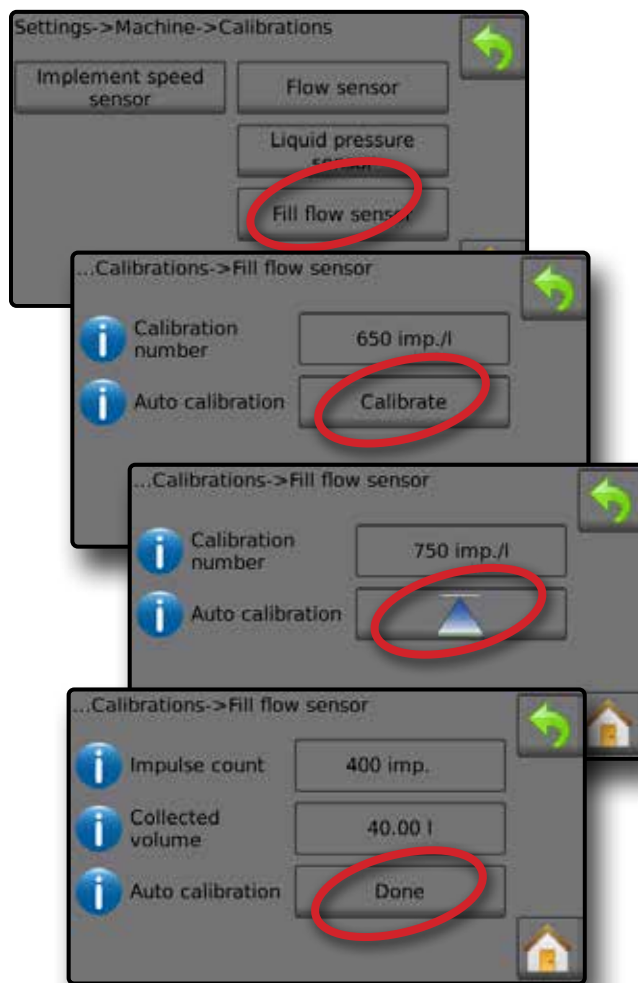 Settings->Machine->Calibrations
Implement speed
sensor
Flow sensor
Liquid pressure
sensor
Fill flow sensor
...Calibrations->Fill flow sensor
Calibration
number
650 imp./l
Auto calibration
Calibrate
...Calibrations->Fill flow sensor
Calibration
number
750 imp./l
Auto calibration
...Calibrations->Fill flow sensor
Impulse count
400 imp.
Collected
volume
40.00 l
Auto calibration
Done